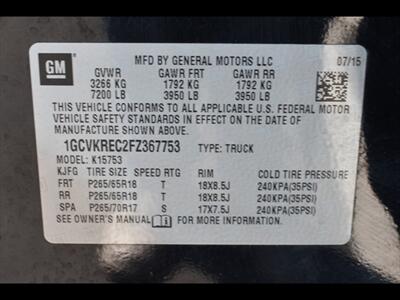 GM
MFD BY GENERAL MOTORS LLC 07/15
GVWR GAWR FRT GAWR RR
3266 KG 1792 KG 1792 KG
7200 LB 3950 LB 3950 LB
THIS VEHICLE CONFORMS TO ALL APPLICABLE U.S. FEDERAL MOTOR
VEHICLE SAFETY STANDARDS IN EFFECT ON THE DATE OF
MANUFACTURE SHOWN ABOVE.
1GCVKREC2FZ367753 TYPE: TRUCK
MODEL: K15753
KJFG TIRE SIZE SPEED RTG RIM COLD TIRE PRESSURE
FRT P265/65R18 T 18X8.5J 240KPA(35PSI)
RR P265/65R18 T 18X8.5J 240KPA(35PSI)
SPA P265/70R17 S 17X7.5J 240KPA(35PSI)
SEE OWNER'S MANUAL FOR MORE INFORMATION.